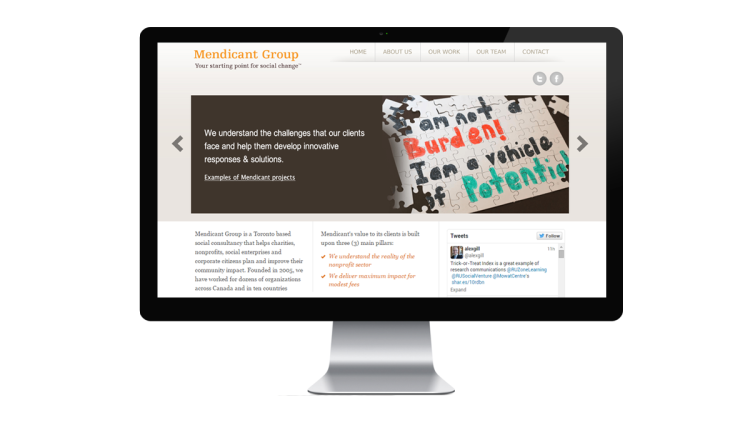 Mendicant Group
Your starting point for social change™
HOME
ABOUT US
OUR WORK
OUR TEAM
CONTACT
We understand the challenges that our clients
face and help them develop innovative
responses & solutions.
Examples of Mendicant projects
I am not a
Burden!
I am a vehicle
of Potential
Mendicant Group is a Toronto based
social consultancy that helps charities,
nonprofits, social enterprises and
corporate citizens plan and improve their
community impact. Founded in 2005, we
have worked for dozens of organizations
across Canada and in ten countries
Mendicant's value to its clients is built
upon three (3) main pillars:
We understand the reality of the
nonprofit sector
We deliver maximum impact for
modest fees
Tweets
Follow
alexgill
@alexgill
Trick-or-Treat index is a great example of
research communications @RUZoneLearning
@RUSocialVenture @MowatCentre's
Expand